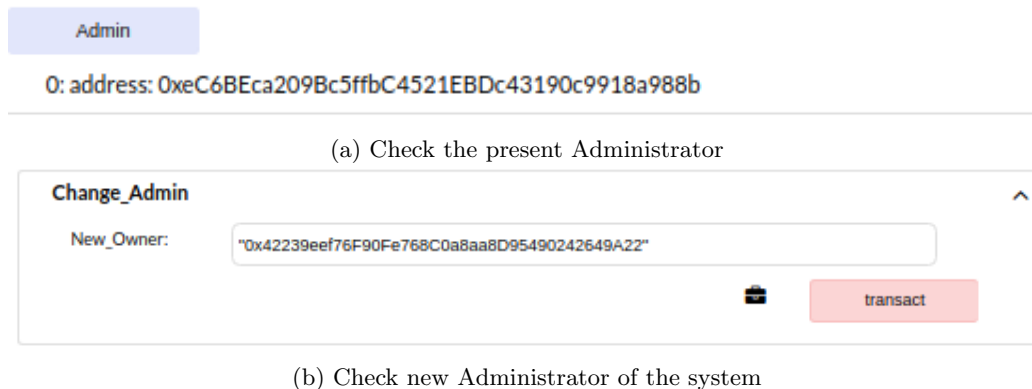 Admin
0: address: 0xeC6BEca209Bc5ffbC4521EBDc43190c9918a988b
(a) Check the present Administrator
Change_Admin
New_Owner:
"0x42239eef76F90Fe768C0a8aa8D95490242649A22"
transact
(b) Check new Administrator of the system